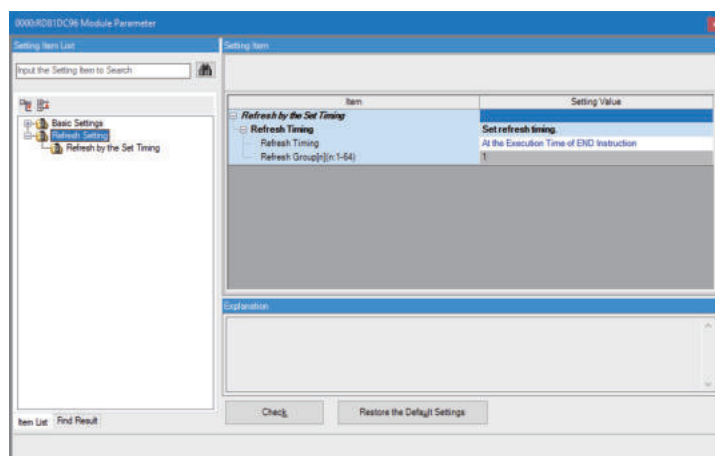 0000:RD81DC96 Module Parameter
Setting Item List
Input the Setting Item to Search
Basic Settings
Refresh Setting
Refresh by the Set Timing
Item List
Find Result
Setting Item
Item
Setting Value
Refresh by the Set Timing
Refresh Timing
Set refresh timing.
Refresh Timing
At the Execution Time of END Instruction
Refresh Group[n](n:1-64)
1
Explanation
Check
Restore the Default Settings